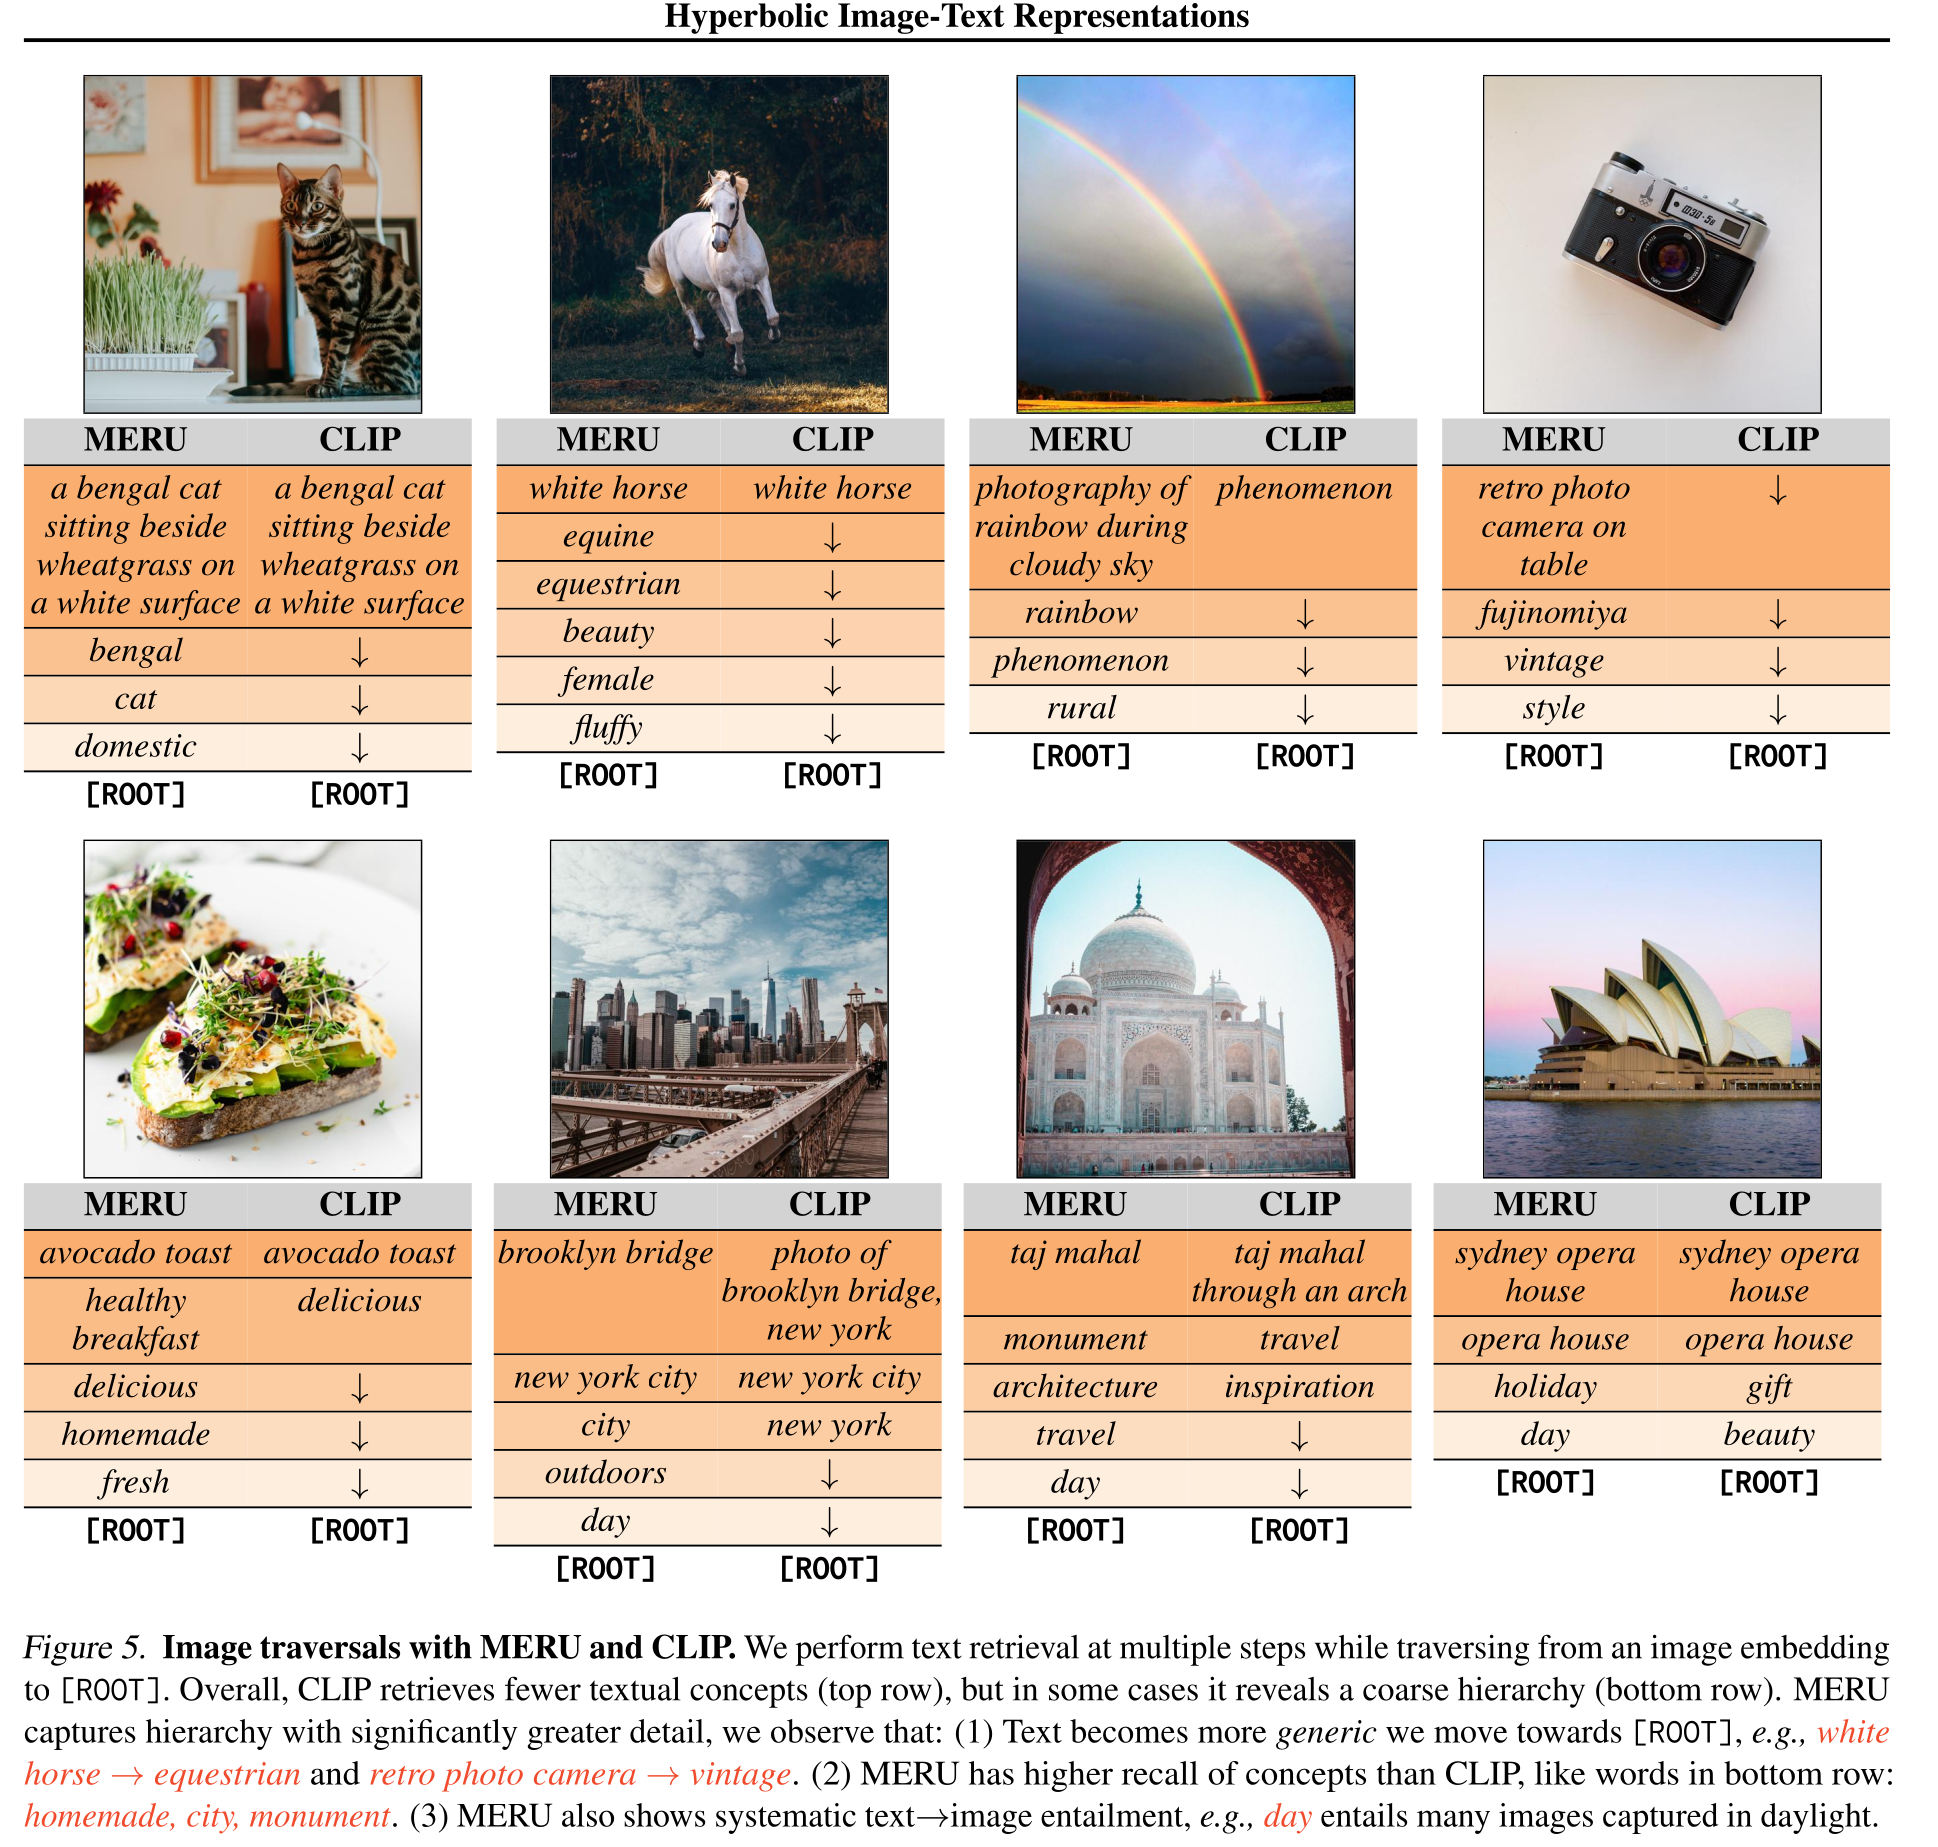 Hyperbolic Image-Text Representations
ПЭД-5в
MERU CLIP
a bengal cat a bengal cat
sitting beside sitting beside
wheatgrass on wheatgrass on
a white surface a white surface
bengal ↓
cat ↓
domestic ↓
[ROOT] [ROOT]
MERU CLIP
white horse white horse
equine ↓
equestrian ↓
beauty ↓
female ↓
fluffy ↓
[ROOT] [ROOT]
MERU CLIP
photography of phenomenon
rainbow during
cloudy sky
rainbow ↓
phenomenon ↓
rural ↓
[ROOT] [ROOT]
MERU CLIP
retro photo ↓
camera on
table
fujinomiya ↓
vintage ↓
style ↓
[ROOT] [ROOT]
MERU CLIP
avocado toast avocado toast
healthy delicious
breakfast
delicious ↓
homemade ↓
fresh ↓
[ROOT] [ROOT]
MERU CLIP
brooklyn bridge photo of
brooklyn bridge,
new york
new york city new york city
city new york
outdoors ↓
day ↓
[ROOT] [ROOT]
MERU CLIP
taj mahal taj mahal
through an arch
monument travel
architecture inspiration
travel ↓
day ↓
[ROOT] [ROOT]
MERU CLIP
sydney opera sydney opera
house house
opera house opera house
holiday gift
day beauty
[ROOT] [ROOT]
Figure 5. Image traversals with MERU and CLIP. We perform text retrieval at multiple steps while traversing from an image embedding
to [ROOT]. Overall, CLIP retrieves fewer textual concepts (top row), but in some cases it reveals a coarse hierarchy (bottom row). MERU
captures hierarchy with significantly greater detail, we observe that: (1) Text becomes more generic we move towards [ROOT], e.g., white
horse → equestrian and retro photo camera → vintage. (2) MERU has higher recall of concepts than CLIP, like words in bottom row:
homemade, city, monument. (3) MERU also shows systematic text→image entailment, e.g., day entails many images captured in daylight.